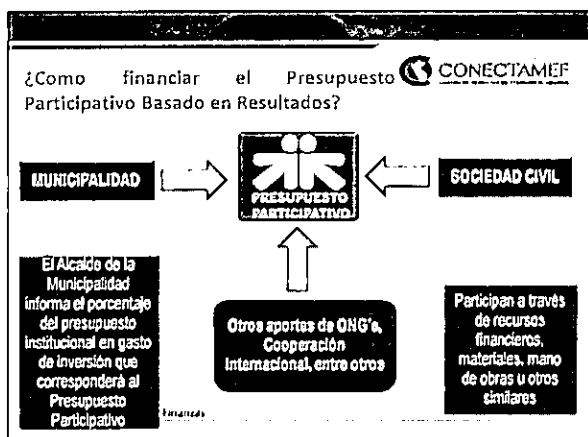 ¿Como financiar el Presupuesto
Participativo Basado en Resultados?
CONECTAMEF
MUNICIPALIDAD
PRESUPUESTO
PARTICIPATIVO
SOCIEDAD CIVIL
El Alcalde de la
Municipalidad
informa el porcentaje
del presupuesto
institucional en gasto
de inversión que
corresponderá al
Presupuesto
Participativo
Otros aportes de ONG's,
Cooperación
Internacional, entre otros
Participan a través
de recursos
financieros,
materiales, mano
de obras u otros
similares
Finanzas